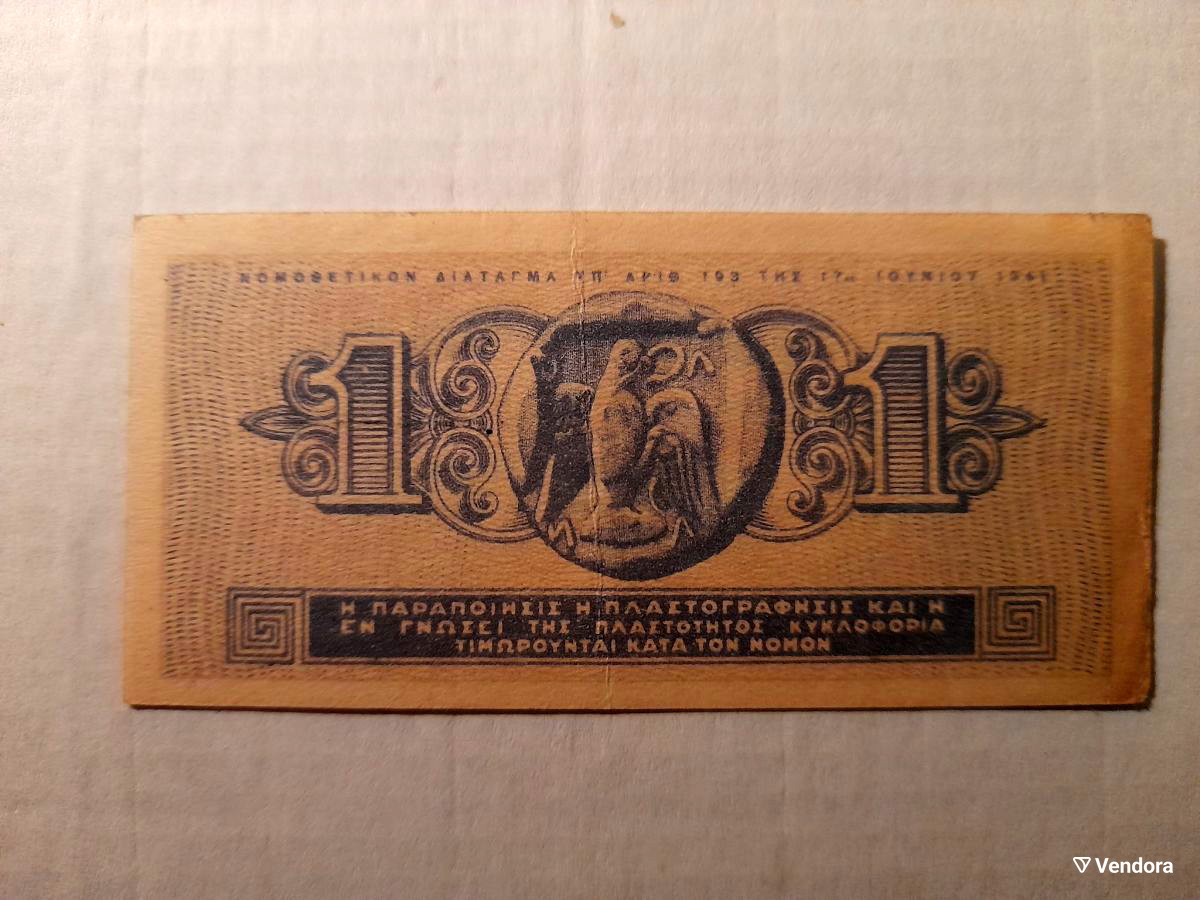 ΝΟΜΟΘΕΤΙΚΟΝ ΔΙΑΤΑΓΜΑ ΥΠ' ΑΡΙΘ 193 ΤΗΣ 17ης ΙΟΥΝΙΟΥ 1941
1 1
Η ΠΑΡΑΠΟΙΗΣΙΣ Η ΠΛΑΣΤΟΓΡΑΦΗΣΙΣ ΚΑΙ Η
ΕΝ ΓΝΩΣΕΙ ΤΗΣ ΠΛΑΣΤΟΤΗΤΟΣ ΚΥΚΛΟΦΟΡΙΑ
ΤΙΜΩΡΟΥΝΤΑΙ ΚΑΤΑ ΤΟΝ ΝΟΜΟΝ
Vendora